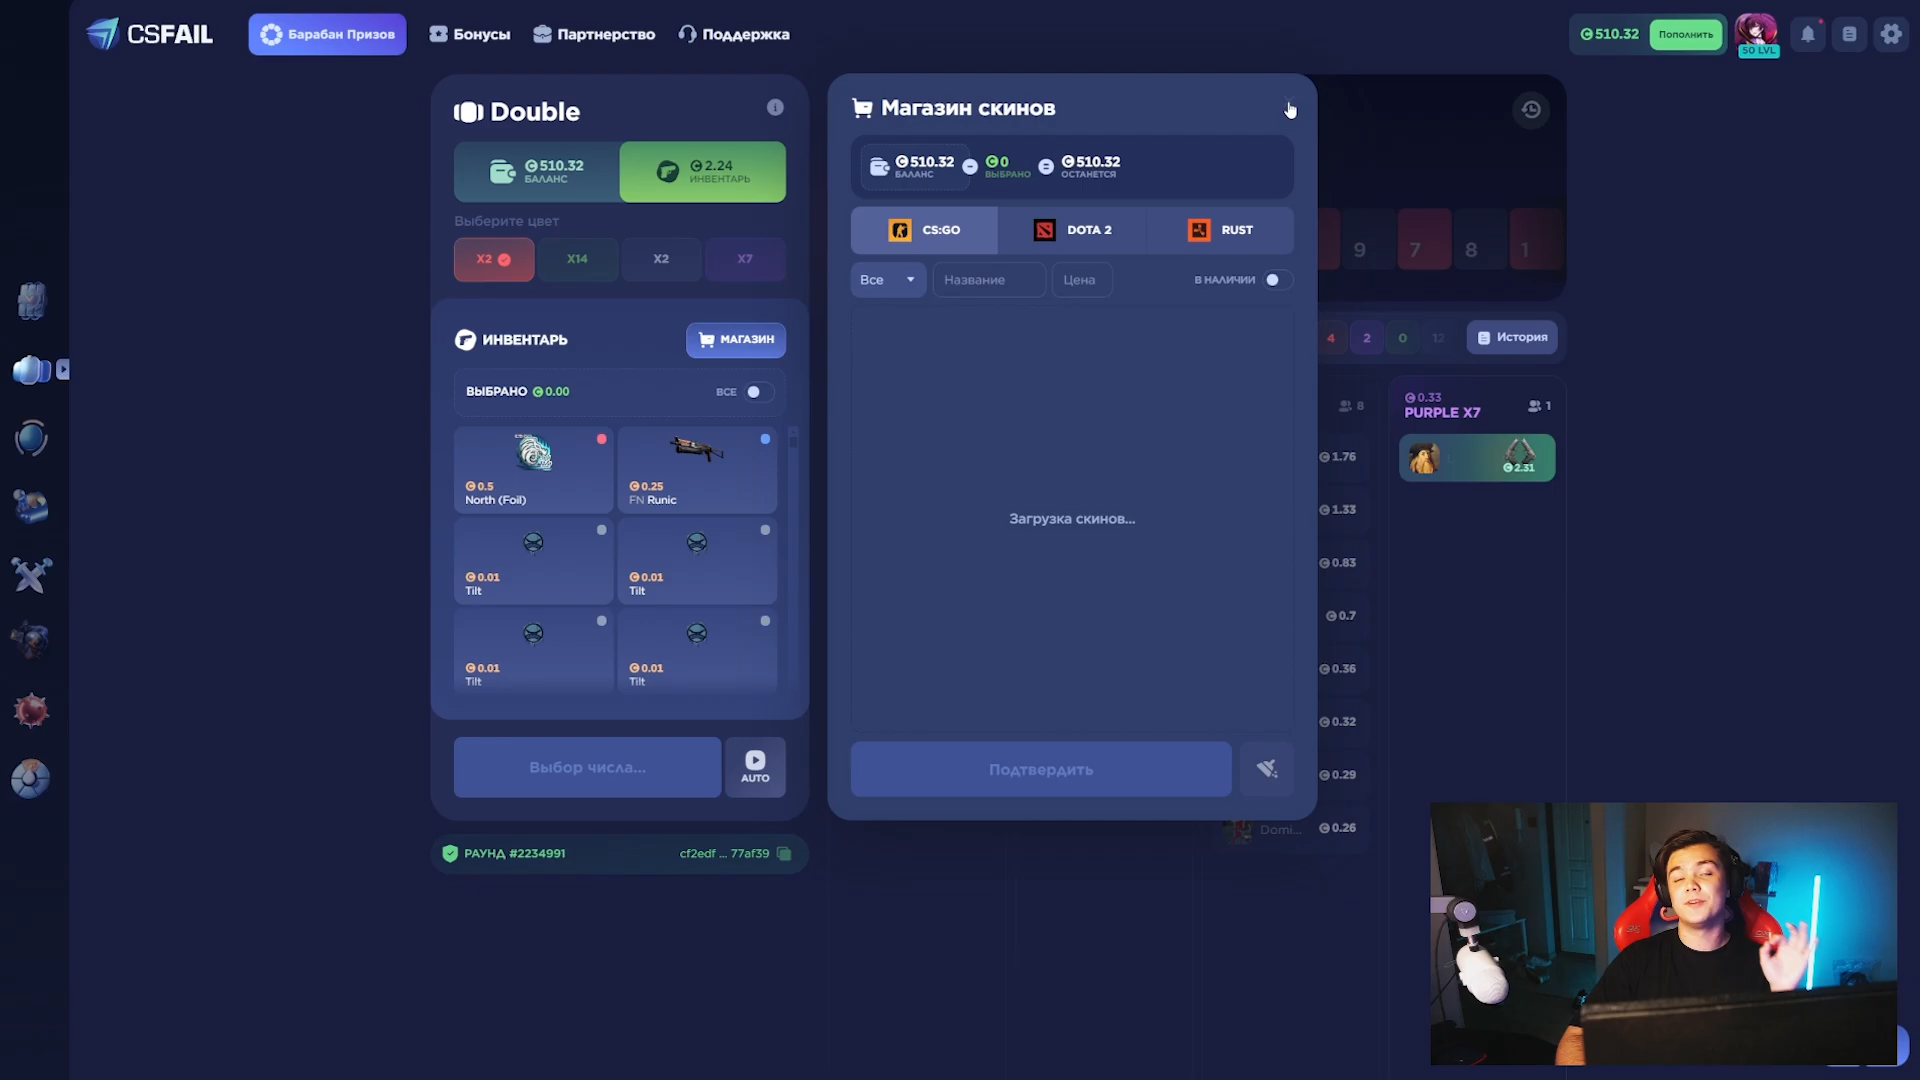 CSFAIL
Барабан Призов
Бонусы
Партнерство
Поддержка
510.32
Пополнить
50 LVL
Double
510.32
БАЛАНС
2.24
ИНВЕНТАРЬ
Выберите цвет
X2
X14
X2
X7
ИНВЕНТАРЬ
МАГАЗИН
ВЫБРАНО 0.00
ВСЕ
0.5
North (Foil)
0.25
FN Runic
0.01
Tilt
0.01
Tilt
0.01
Tilt
0.01
Tilt
Выбор числа...
AUTO
РАУНД #2234991
cf2edf ... 77af39
Магазин скинов
510.32
БАЛАНС
0
ВЫБРАНО
510.32
ОСТАНЕТСЯ
CS:GO
DOTA 2
RUST
Все
Название
Цена
В НАЛИЧИИ
Загрузка скинов...
Подтвердить
9
7
8
1
4
2
0
12
История
8
1.76
1.33
0.83
0.7
0.36
0.32
0.29
Domi...
0.26
0.33
PURPLE X7
1
2.31